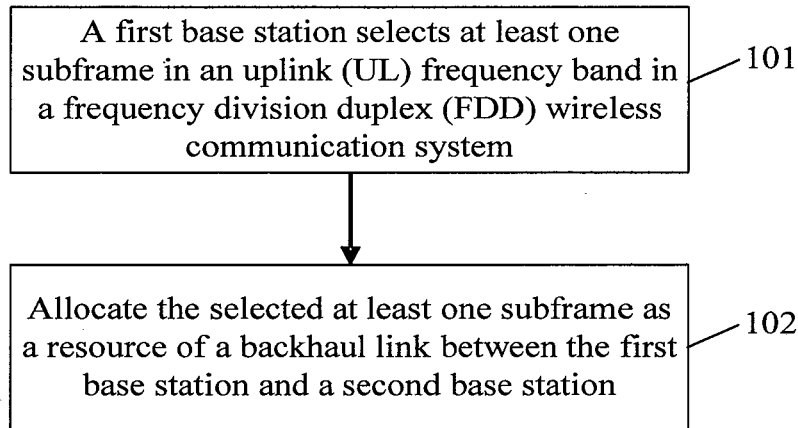 A first base station selects at least one
subframe in an uplink (UL) frequency band in
a frequency division duplex (FDD) wireless
communication system
101
Allocate the selected at least one subframe as
a resource of a backhaul link between the first
base station and a second base station
102